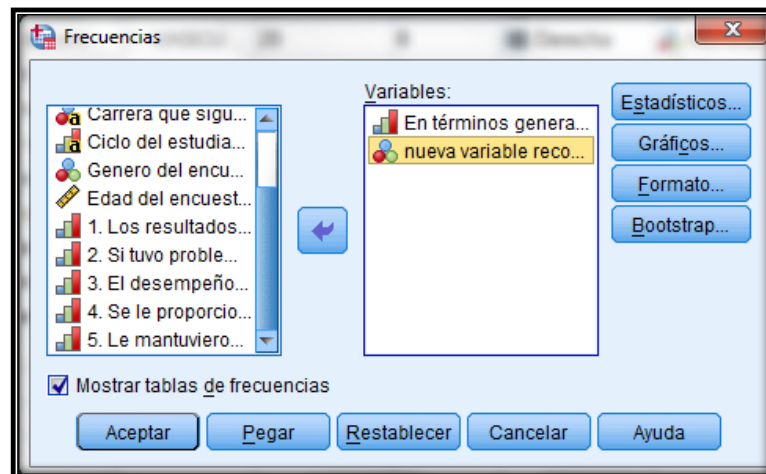 Frecuencias
Carrera que sigu...
Ciclo del estudia...
Genero del encu...
Edad del encuest...
1. Los resultados...
2. Si tuvo proble...
3. El desempeño...
4. Se le proporcio...
5. Le mantuviero...
Variables:
En términos genera...
nueva variable reco...
Estadísticos...
Gráficos...
Formato...
Bootstrap...
Mostrar tablas de frecuencias
Aceptar Pegar Restablecer Cancelar Ayuda